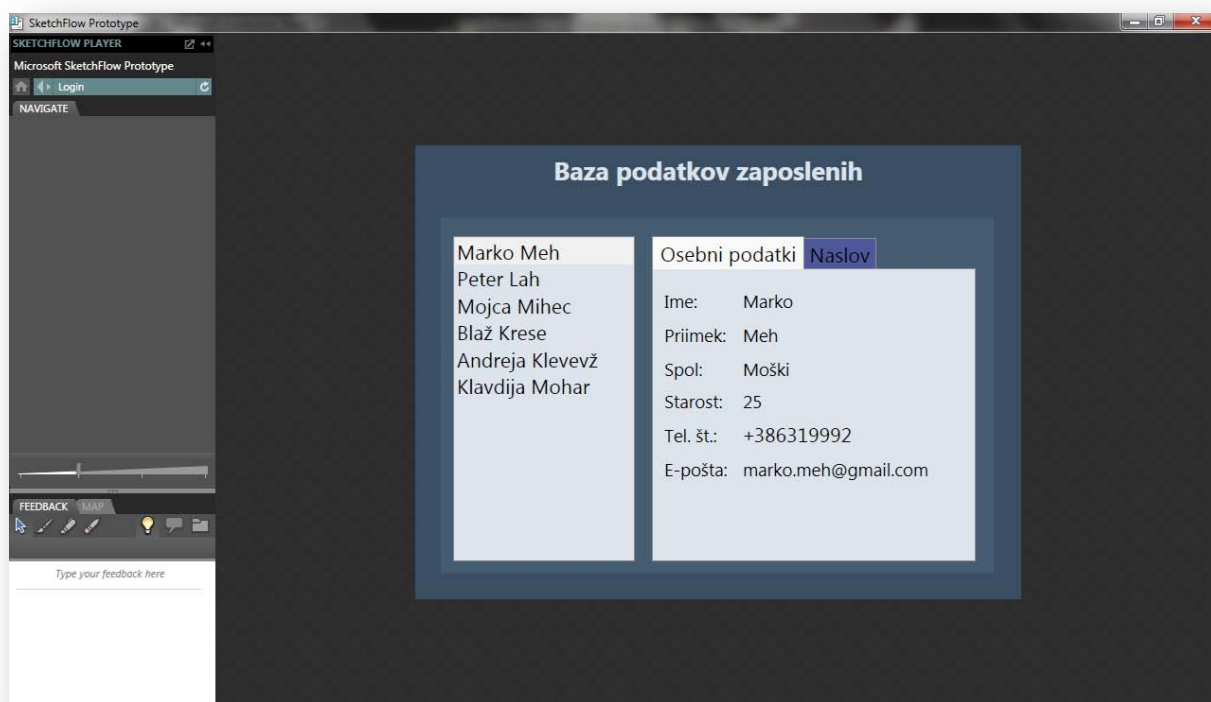 SketchFlow Prototype
SKETCHFLOW PLAYER
Microsoft SketchFlow Prototype
Login
NAVIGATE
FEEDBACK MAP
Type your feedback here
Baza podatkov zaposlenih
Marko Meh
Peter Lah
Mojca Mihec
Blaž Krese
Andreja Klevevž
Klavdija Mohar
Osebni podatki Naslov
Ime: Marko
Priimek: Meh
Spol: Moški
Starost: 25
Tel. št.: +386319992
E-pošta: marko.meh@gmail.com